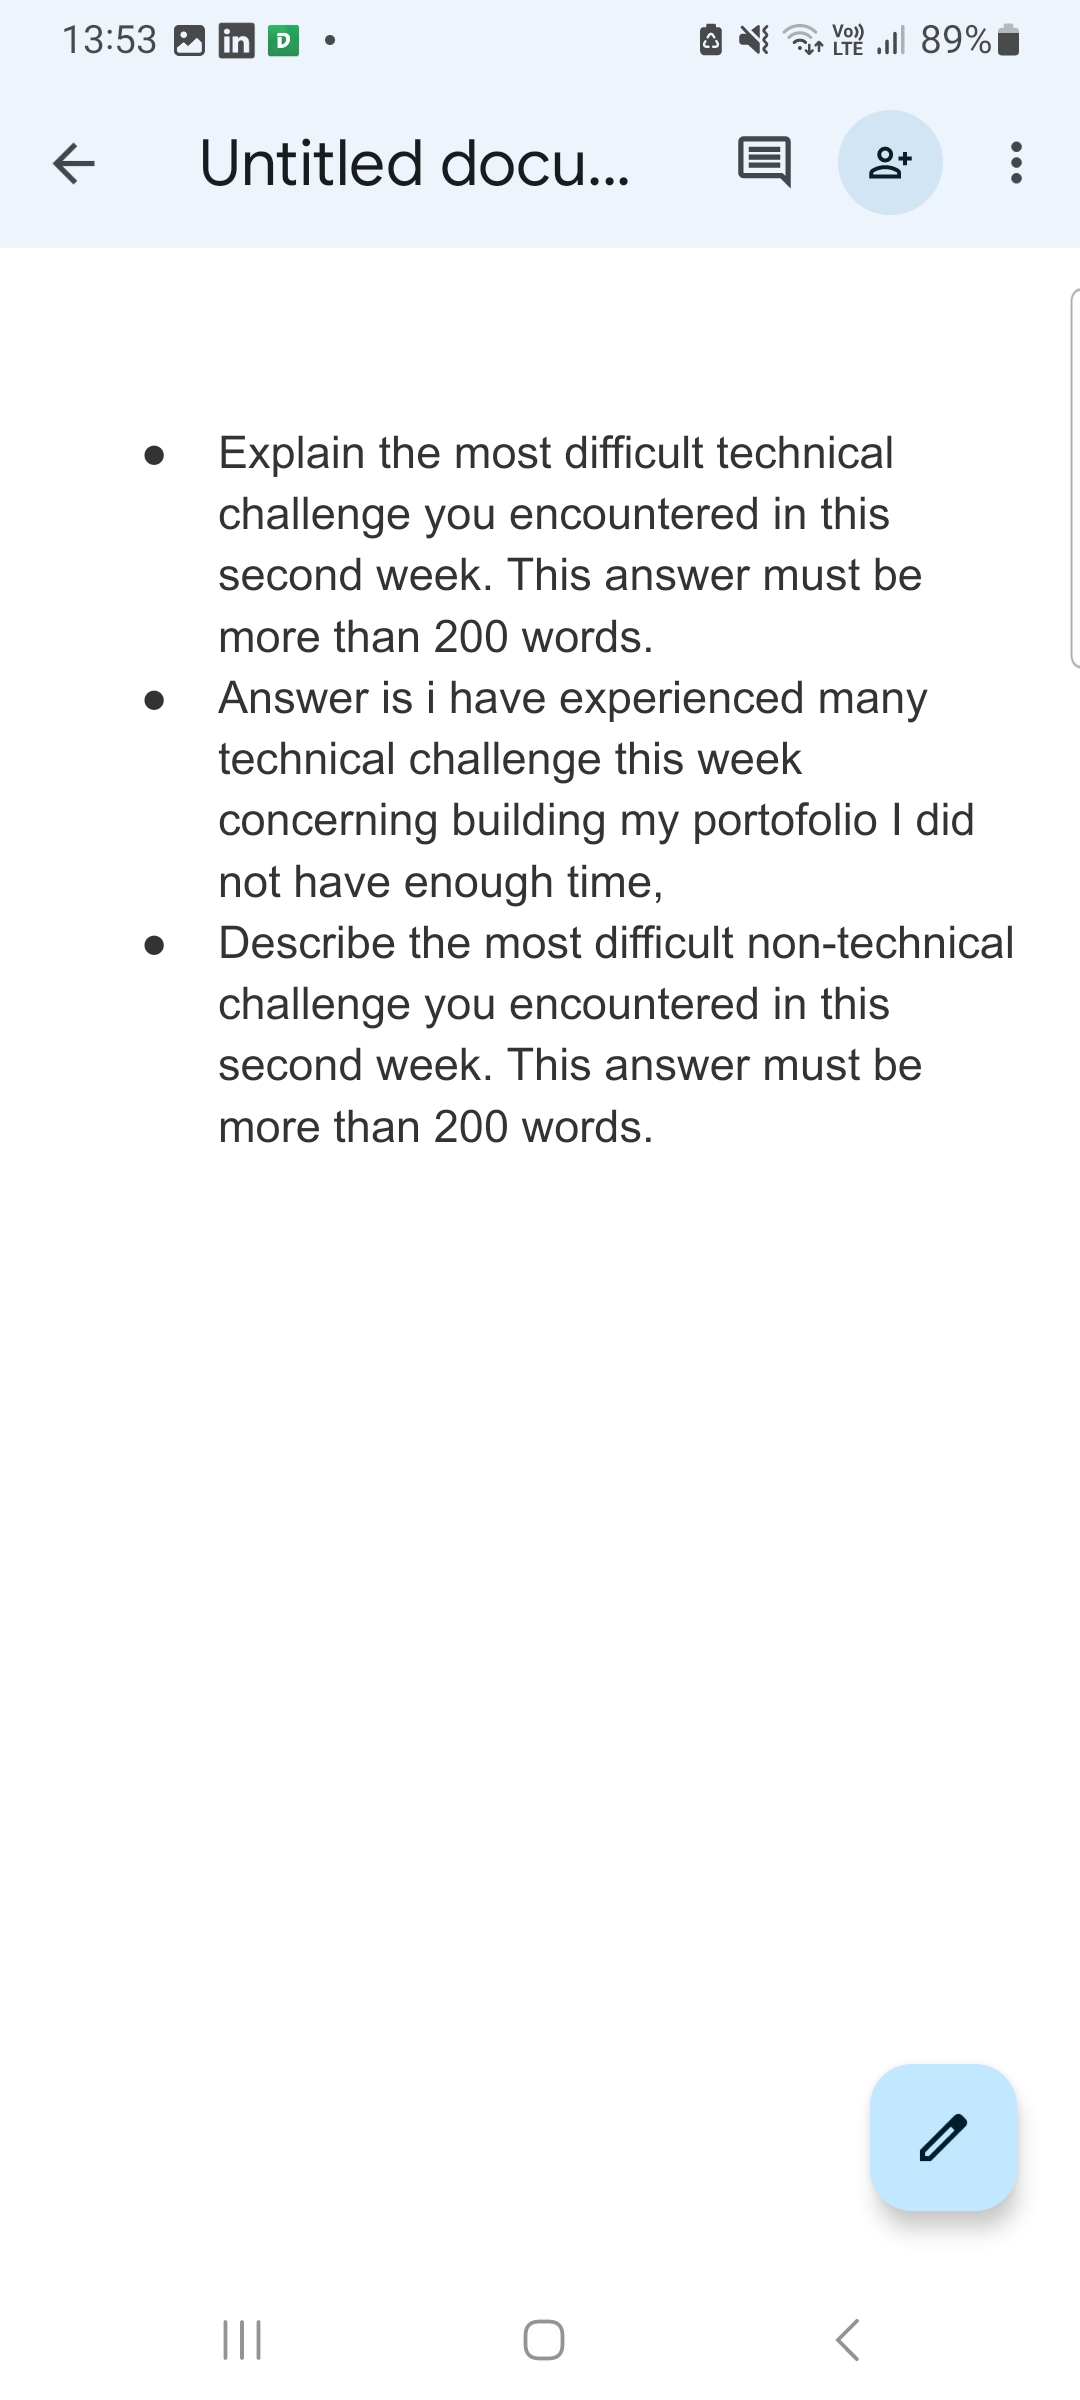 13:53 in D
Vo)) LTE 89%
Untitled docu...
Explain the most difficult technical
challenge you encountered in this
second week. This answer must be
more than 200 words.
Answer is i have experienced many
technical challenge this week
concerning building my portofolio I did
not have enough time,
Describe the most difficult non-technical
challenge you encountered in this
second week. This answer must be
more than 200 words.